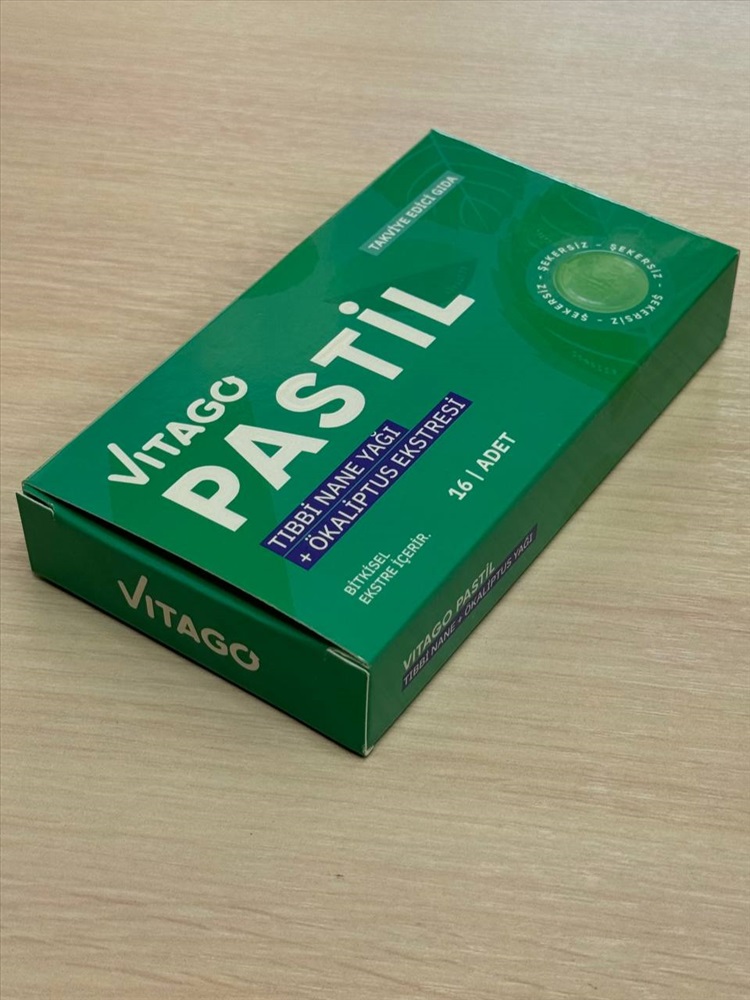 TAKVİYE EDİCİ GIDA
ŞEKERSİZ - ŞEKERSİZ - ŞEKERSİZ - ŞEKERSİZ -
VITAGO
PASTİL
TIBBİ NANE YAĞI
+ ÖKALİPTUS EKSTRESİ
16 | ADET
BİTKİSEL
EKSTRE İÇERİR.
VITAGO
VITAGO PASTİL
TIBBİ NANE + ÖKALİPTUS YAĞI